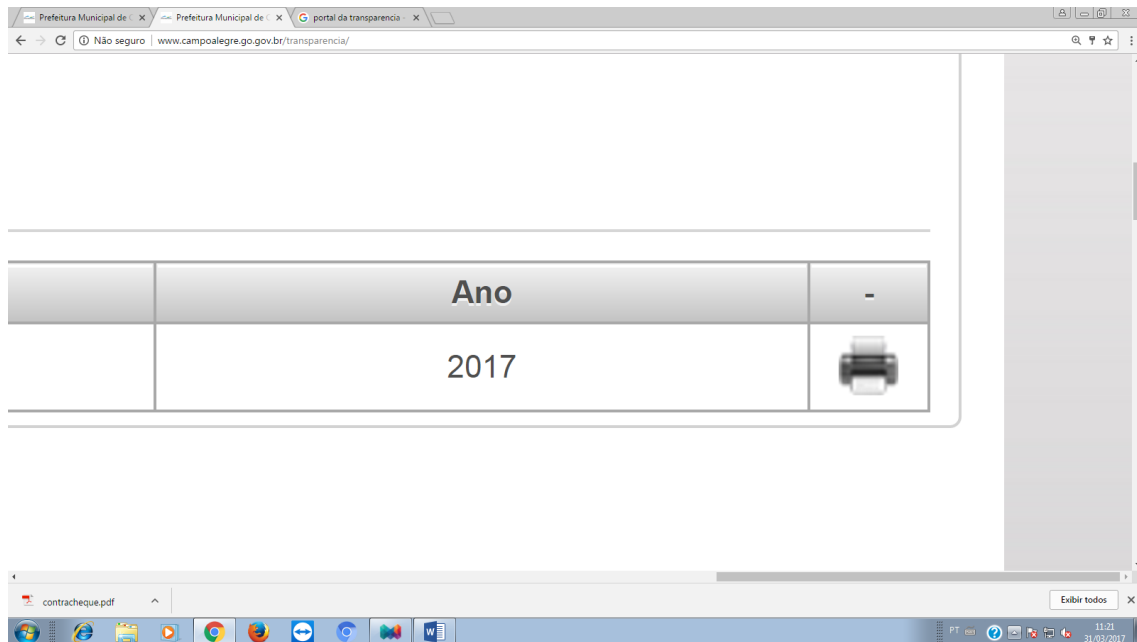 Prefeitura Municipal de C
Prefeitura Municipal de C
portal da transparencia -
Não seguro | www.campoalegre.go.gov.br/transparencia/
Ano
-
2017
contracheque.pdf
Exibir todos
PT
11:21
31/03/2017